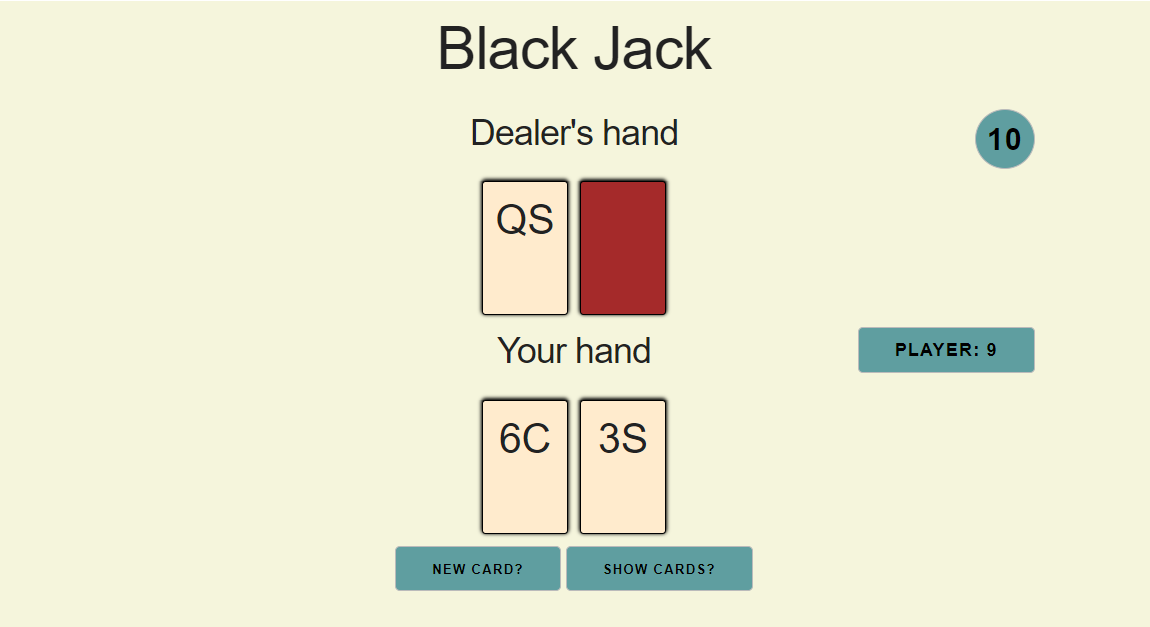 Black Jack
Dealer's hand
10
QS
Your hand
PLAYER: 9
6C 3S
NEW CARD? SHOW CARDS?